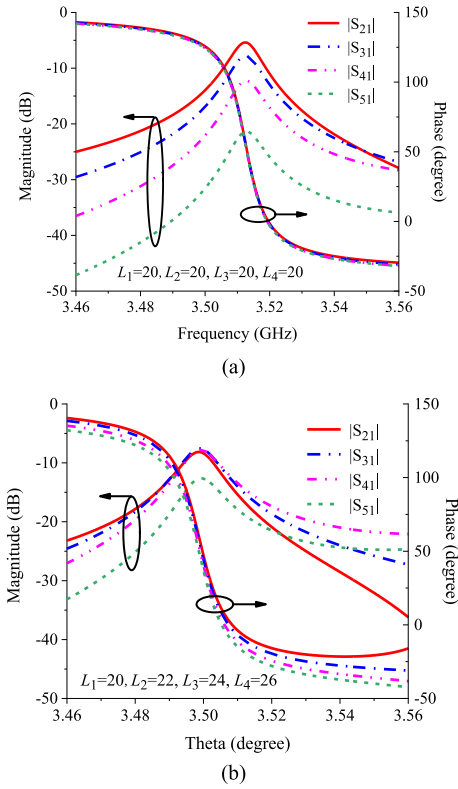 0
-10
-20
-30
-40
-50
Magnitude (dB)
150
100
50
0
-50
Phase (degree)
|S21|
|S31|
|S41|
|S51|
L1=20, L2=20, L3=20, L4=20
3.46 3.48 3.50 3.52 3.54 3.56
Frequency (GHz)
(a)
0
-10
-20
-30
-40
-50
Magnitude (dB)
150
100
50
0
-50
Phase (degree)
|S21|
|S31|
|S41|
|S51|
L1=20, L2=22, L3=24, L4=26
3.46 3.48 3.50 3.52 3.54 3.56
Theta (degree)
(b)